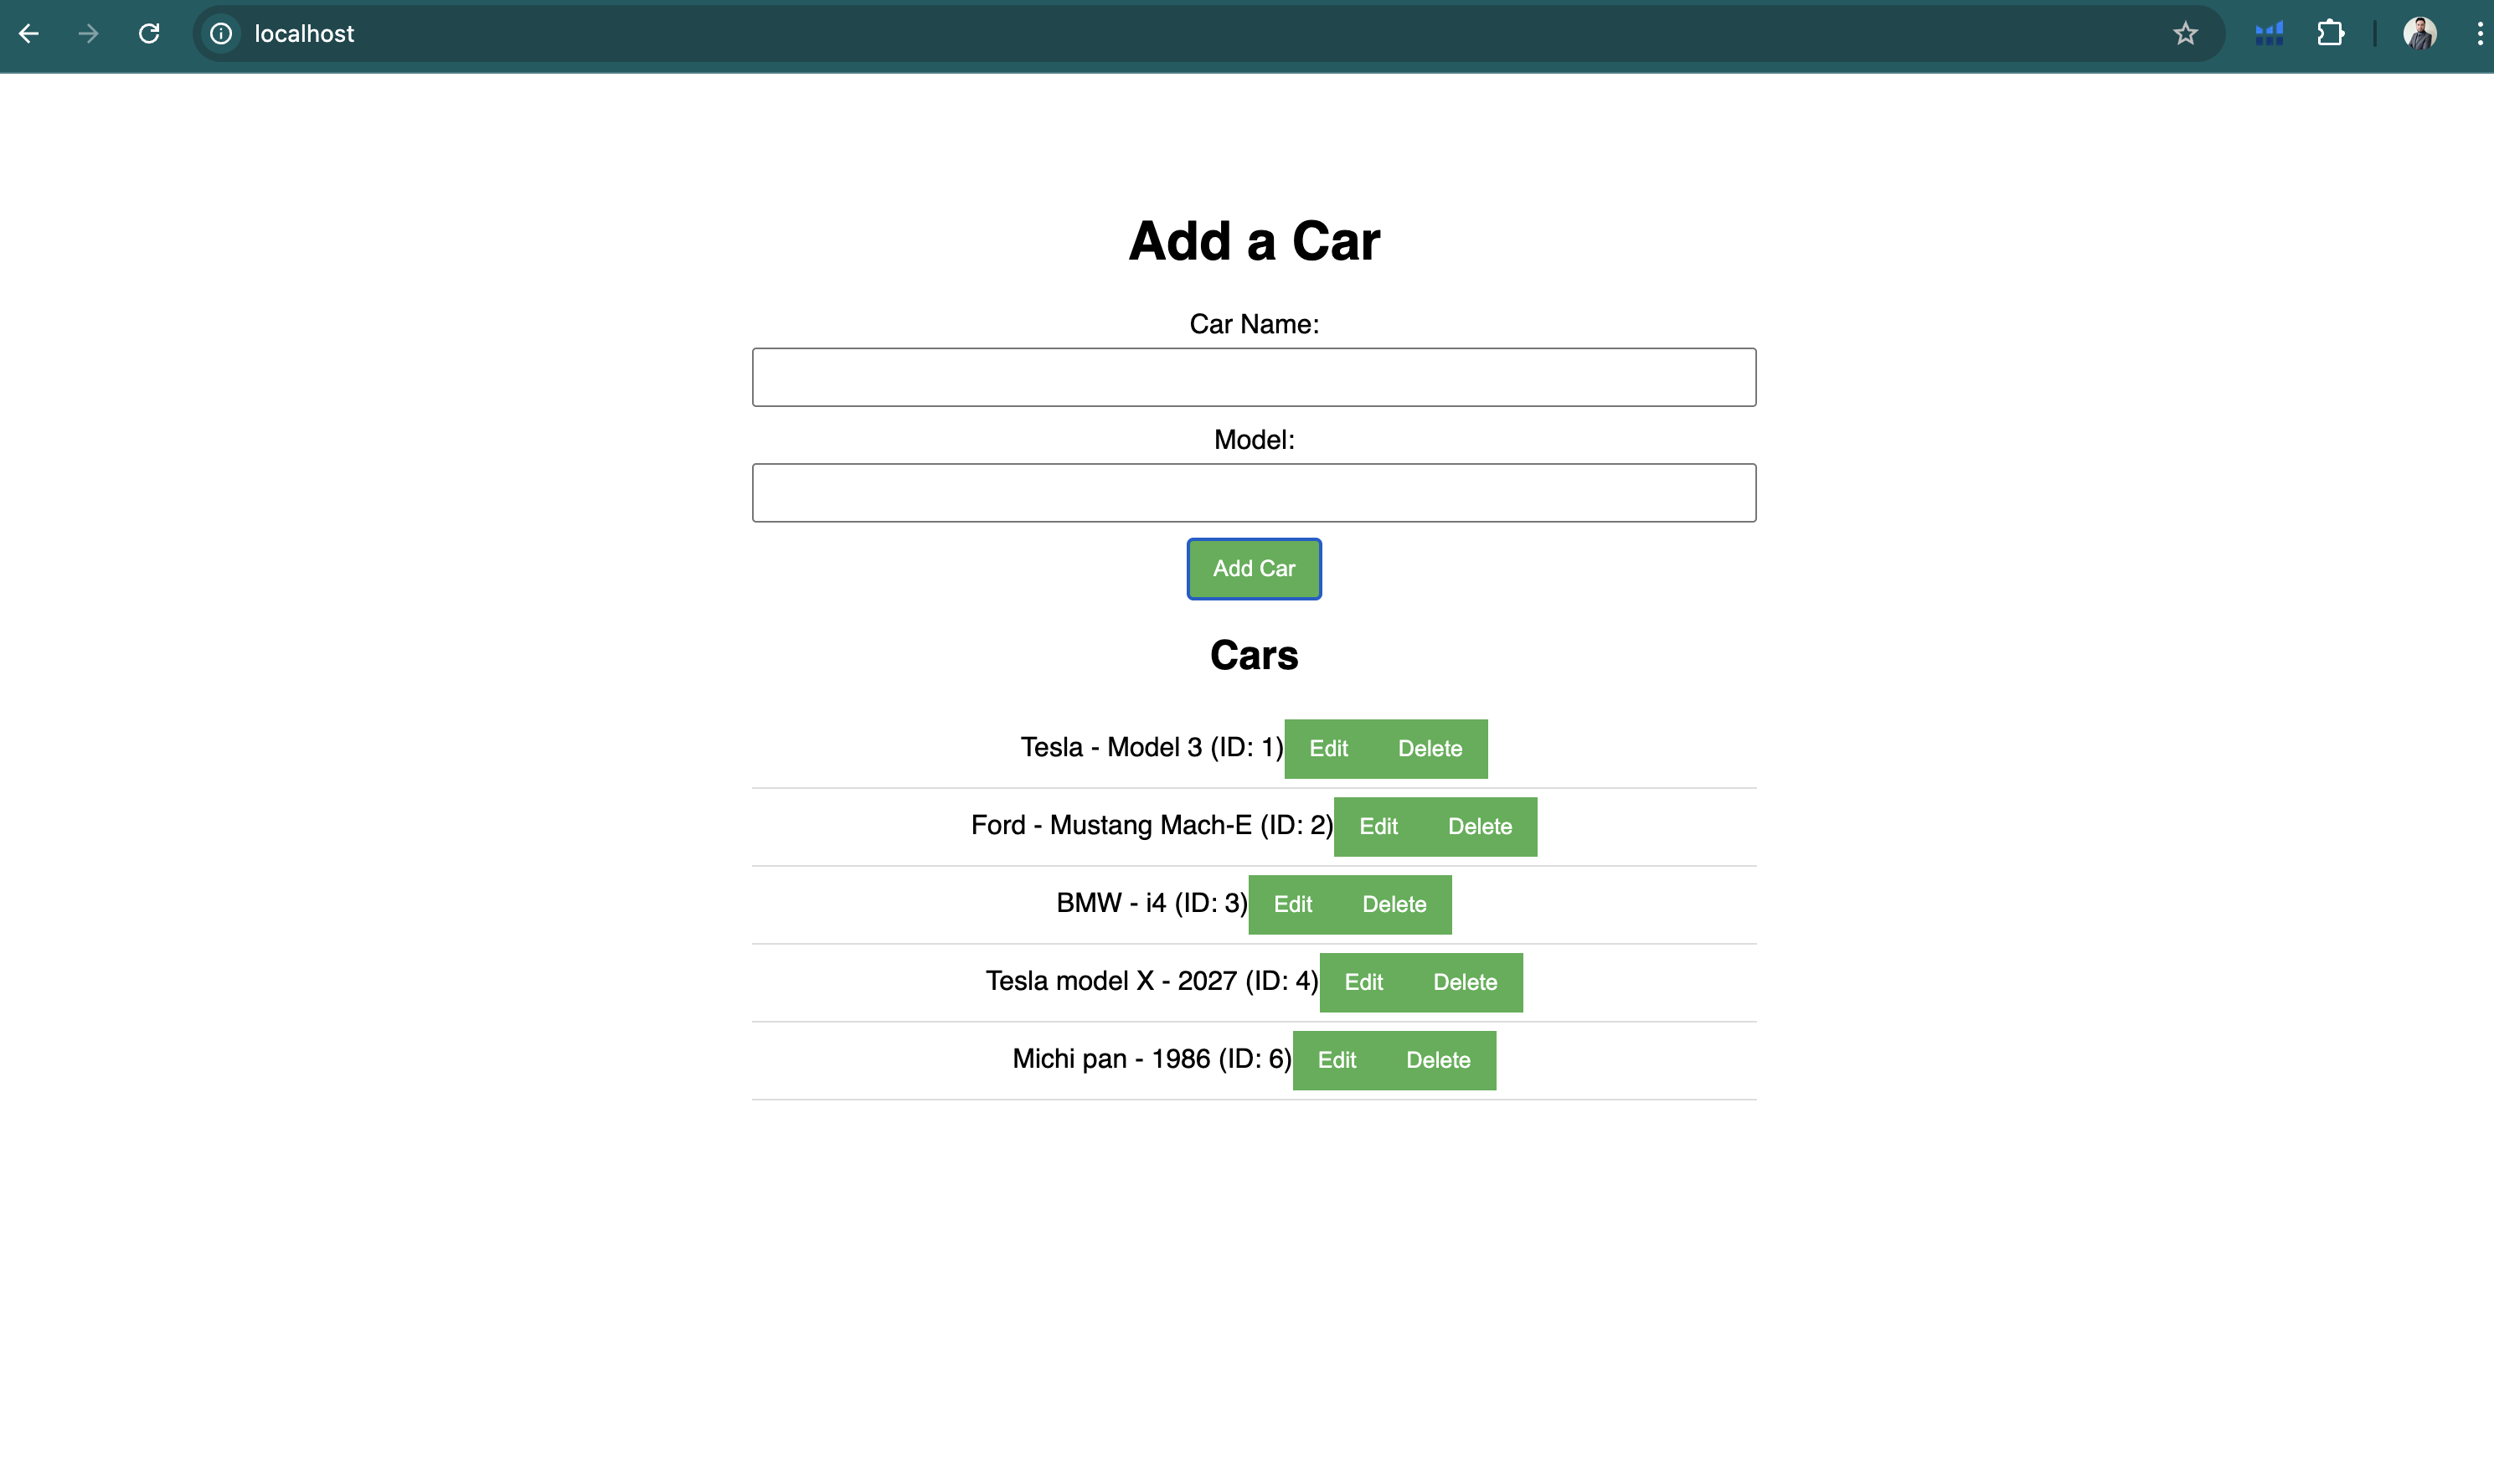 localhost
Add a Car
Car Name:
Model:
Add Car
Cars
Tesla - Model 3 (ID: 1) Edit Delete
Ford - Mustang Mach-E (ID: 2) Edit Delete
BMW - i4 (ID: 3) Edit Delete
Tesla model X - 2027 (ID: 4) Edit Delete
Michi pan - 1986 (ID: 6) Edit Delete